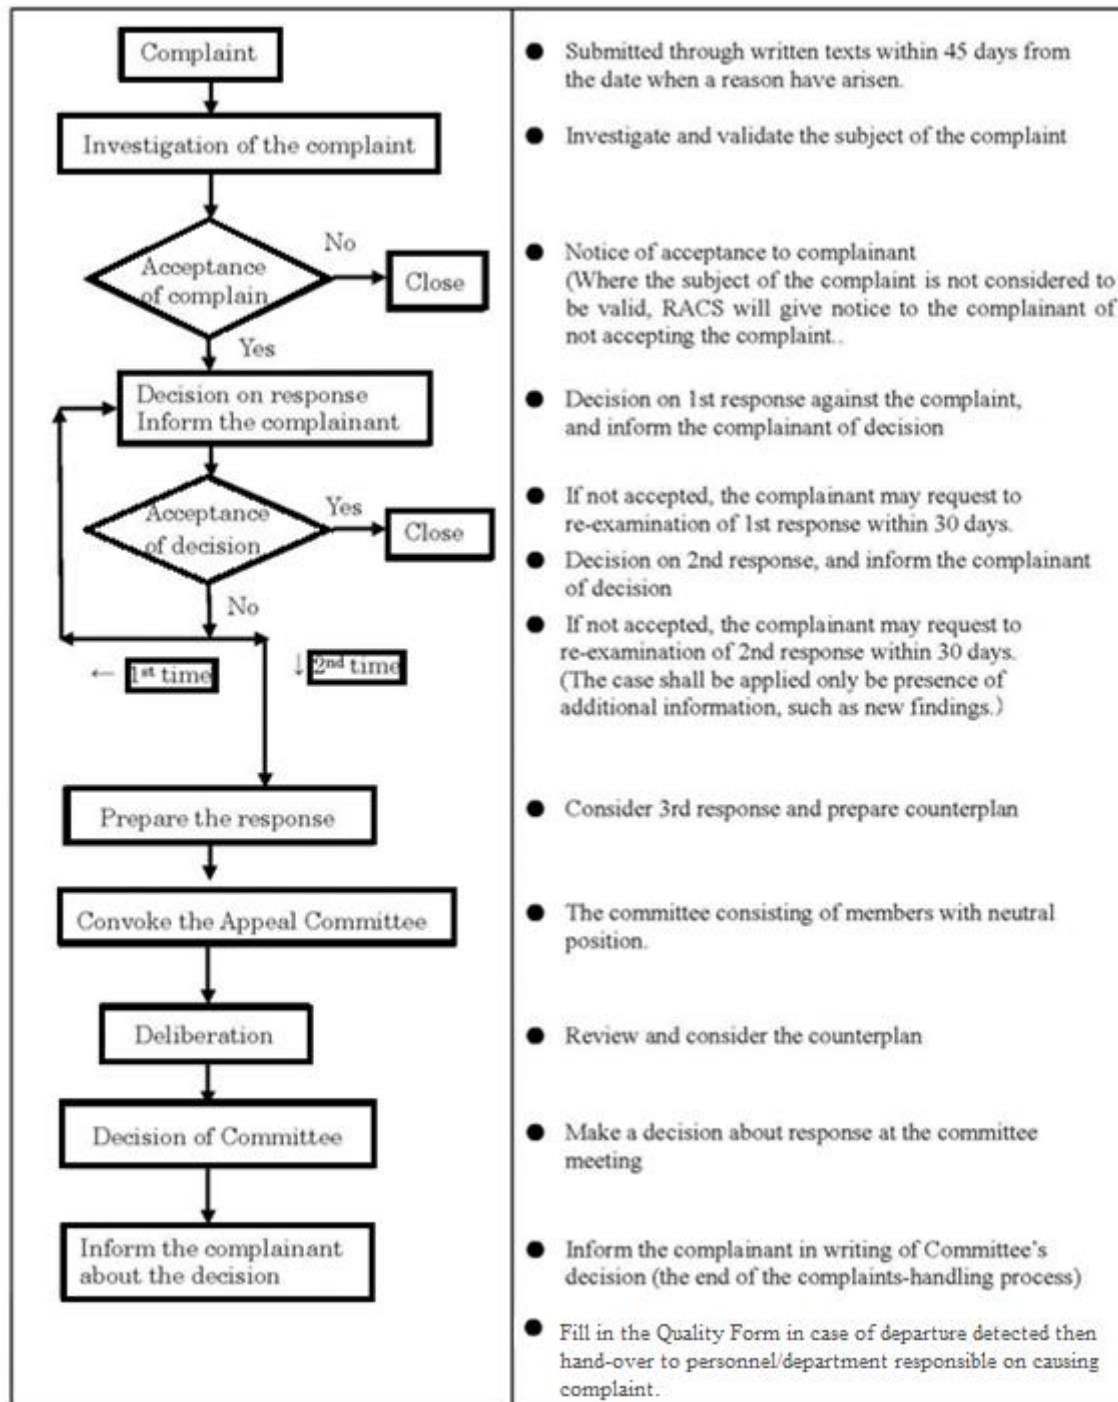 Complaint
● Submitted through written texts within 45 days from
the date when a reason have arisen.
Investigation of the complaint
● Investigate and validate the subject of the complaint
Acceptance
of complain
No
Close
Yes
● Notice of acceptance to complainant
(Where the subject of the complaint is not considered to
be valid, RACS will give notice to the complainant of
not accepting the complaint..
Decision on response
Inform the complainant
● Decision on 1st response against the complaint,
and inform the complainant of decision
Acceptance
of decision
Yes
Close
No
← 1st time
↓ 2nd time
● If not accepted, the complainant may request to
re-examination of 1st response within 30 days.
● Decision on 2nd response, and inform the complainant
of decision
● If not accepted, the complainant may request to
re-examination of 2nd response within 30 days.
(The case shall be applied only be presence of
additional information, such as new findings.)
Prepare the response
● Consider 3rd response and prepare counterplan
Convoke the Appeal Committee
● The committee consisting of members with neutral
position.
Deliberation
● Review and consider the counterplan
Decision of Committee
● Make a decision about response at the committee
meeting
Inform the complainant
about the decision
● Inform the complainant in writing of Committee's
decision (the end of the complaints-handling process)
● Fill in the Quality Form in case of departure detected then
hand-over to personnel/department responsible on causing
complaint.